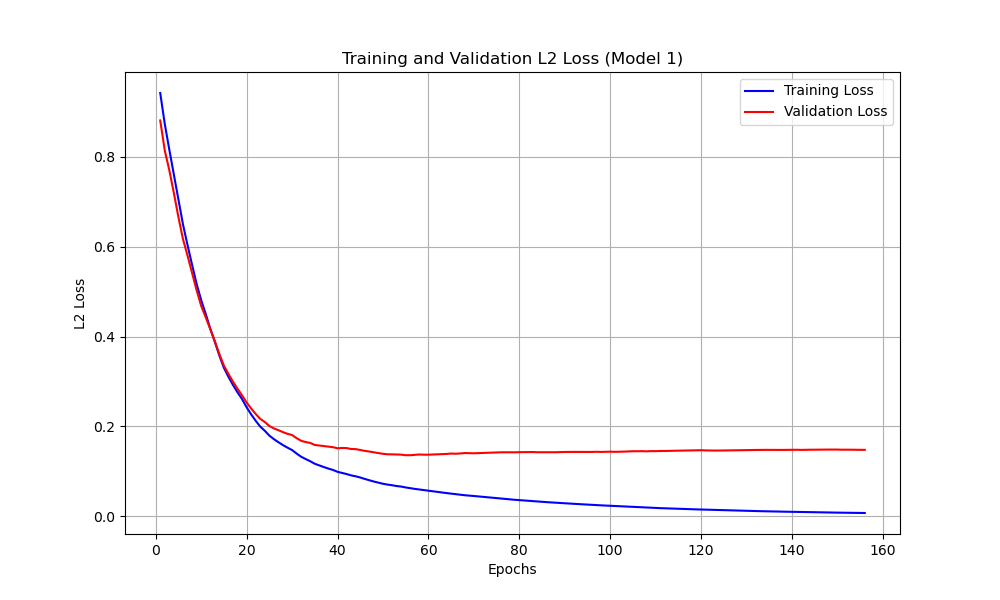 Training and Validation L2 Loss (Model 1)
Training Loss
Validation Loss
L2 Loss
0.8
0.6
0.4
0.2
0.0
0 20 40 60 80 100 120 140 160
Epochs